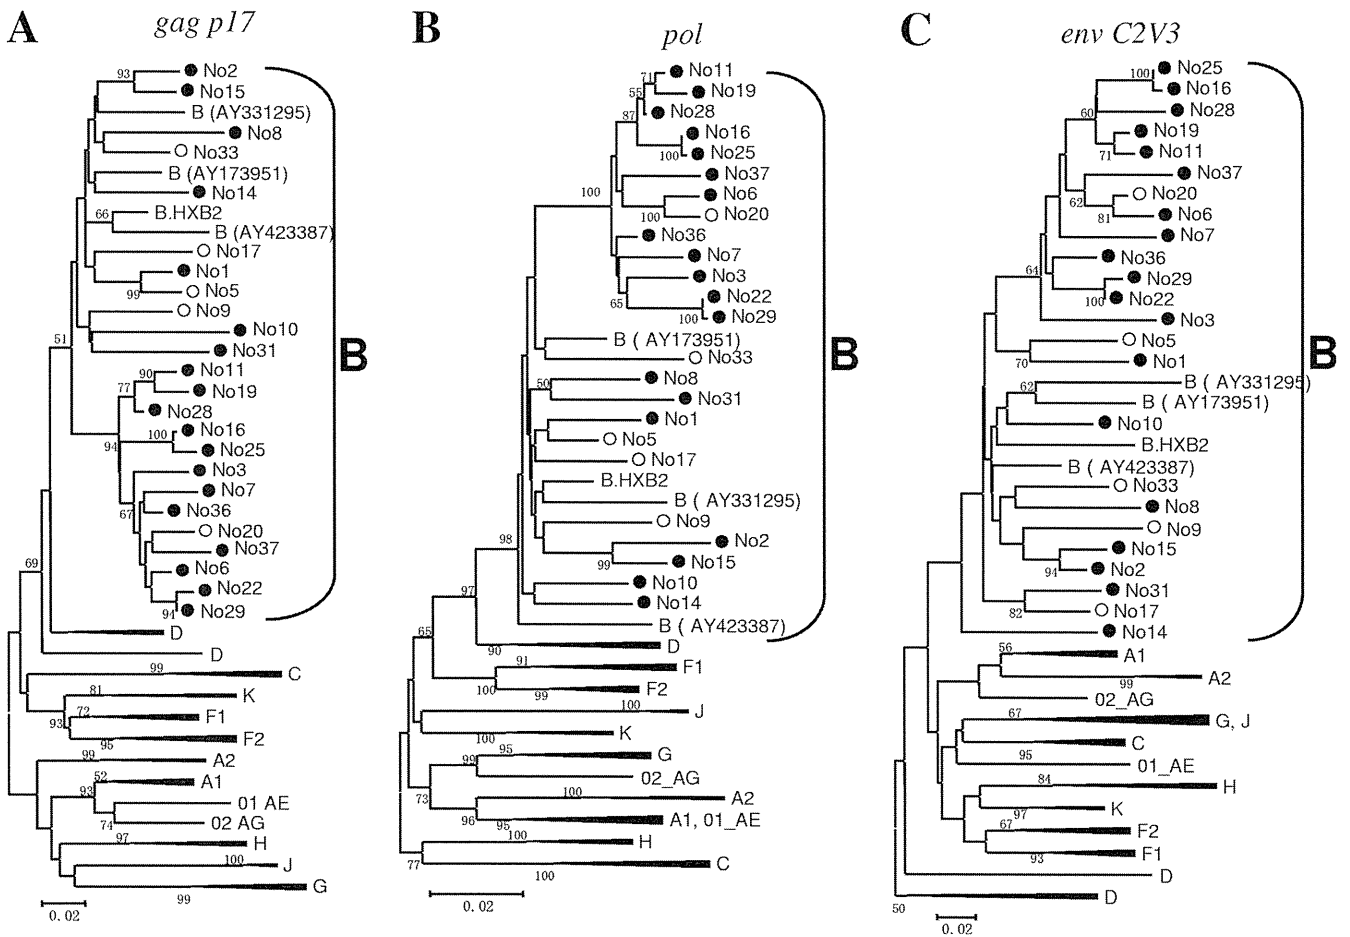 A
gag p17
93
No2
No15
B (AY331295)
No8
No33
B (AY173951)
No14
66
B.HXB2
B (AY423387)
No17
No1
99
No5
No9
No10
51
No31
B
90
No11
77
No19
No28
100
No16
94
No25
No3
No7
67
No36
No20
No37
69
No6
No22
94
No29
D
D
99
C
81
K
72
F1
93
95
F2
99
A2
52
A1
93
01 AE
74
02 AG
97
H
100
J
G
99
0.02
B
pol
71
No11
55
No19
87
No28
No16
100
No25
No37
100
No6
100
No20
No36
No7
No3
65
No22
100
No29
B ( AY173951)
No33
B
50
No8
No31
No1
No5
No17
B.HXB2
B ( AY331295)
No9
98
No2
99
No15
No10
97
No14
B ( AY423387)
65
90
D
91
F1
100
99
F2
100
J
100
K
95
G
99
02_AG
73
100
A2
96
95
A1, 01_AE
100
H
77
C
100
0.02
C
env C2V3
100
No25
No16
60
No28
No19
71
No11
No37
62
No20
81
No6
No7
64
No36
No29
100
No22
No3
No5
70
No1
B
62
B ( AY331295)
B ( AY173951)
No10
B.HXB2
B ( AY423387)
No33
No8
No9
No15
94
No2
No31
82
No17
No14
56
A1
99
A2
02_AG
67
G, J
C
95
01_AE
84
H
97
K
67
F2
93
F1
D
D
50
0.02